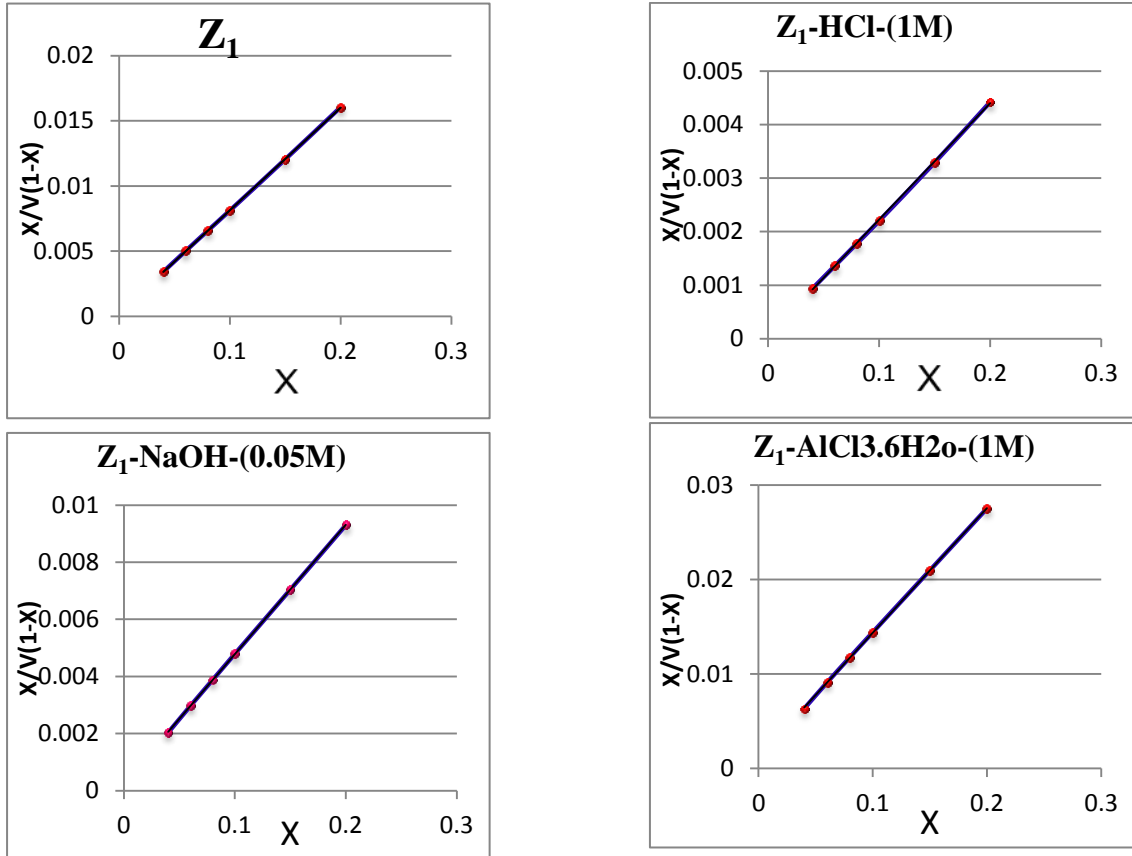 Z₁
0.02
0.015
0.01
0.005
0
0 0.1 0.2 0.3
X/V(1-X)
X
Z₁-HCl-(1M)
0.005
0.004
0.003
0.002
0.001
0
0 0.1 0.2 0.3
X/V(1-X)
X
Z₁-NaOH-(0.05M)
0.01
0.008
0.006
0.004
0.002
0
0 0.1 0.2 0.3
X/V(1-X)
X
Z₁-AlCl3.6H2o-(1M)
0.03
0.02
0.01
0
0 0.1 0.2 0.3
X/V(1-X)
X